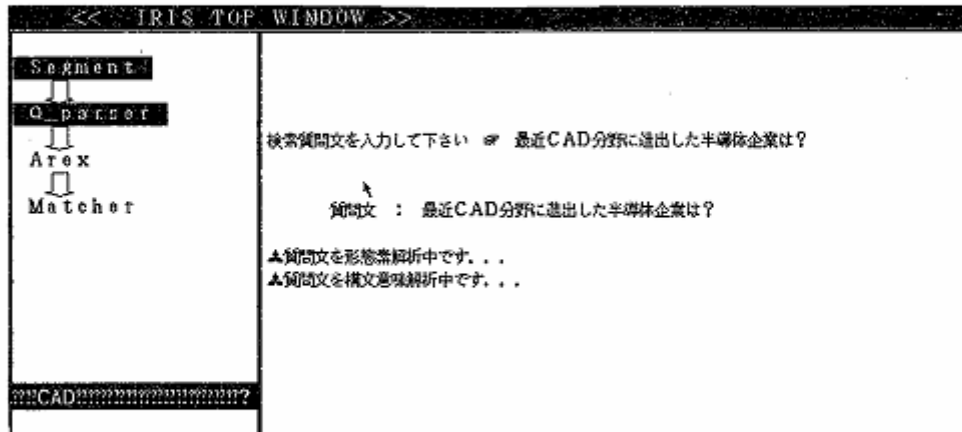 << IRIS TOP WINDOW >>
Segment
Q_parser
Arex
Matcher
検索質問文を入力して下さい ☞ 最近CAD分野に進出した半導体企業は?
質問文 : 最近CAD分野に進出した半導体企業は?
▲質問文を形態素解析中です...
▲質問文を構文意味解析中です...
????CAD?????????????????????????